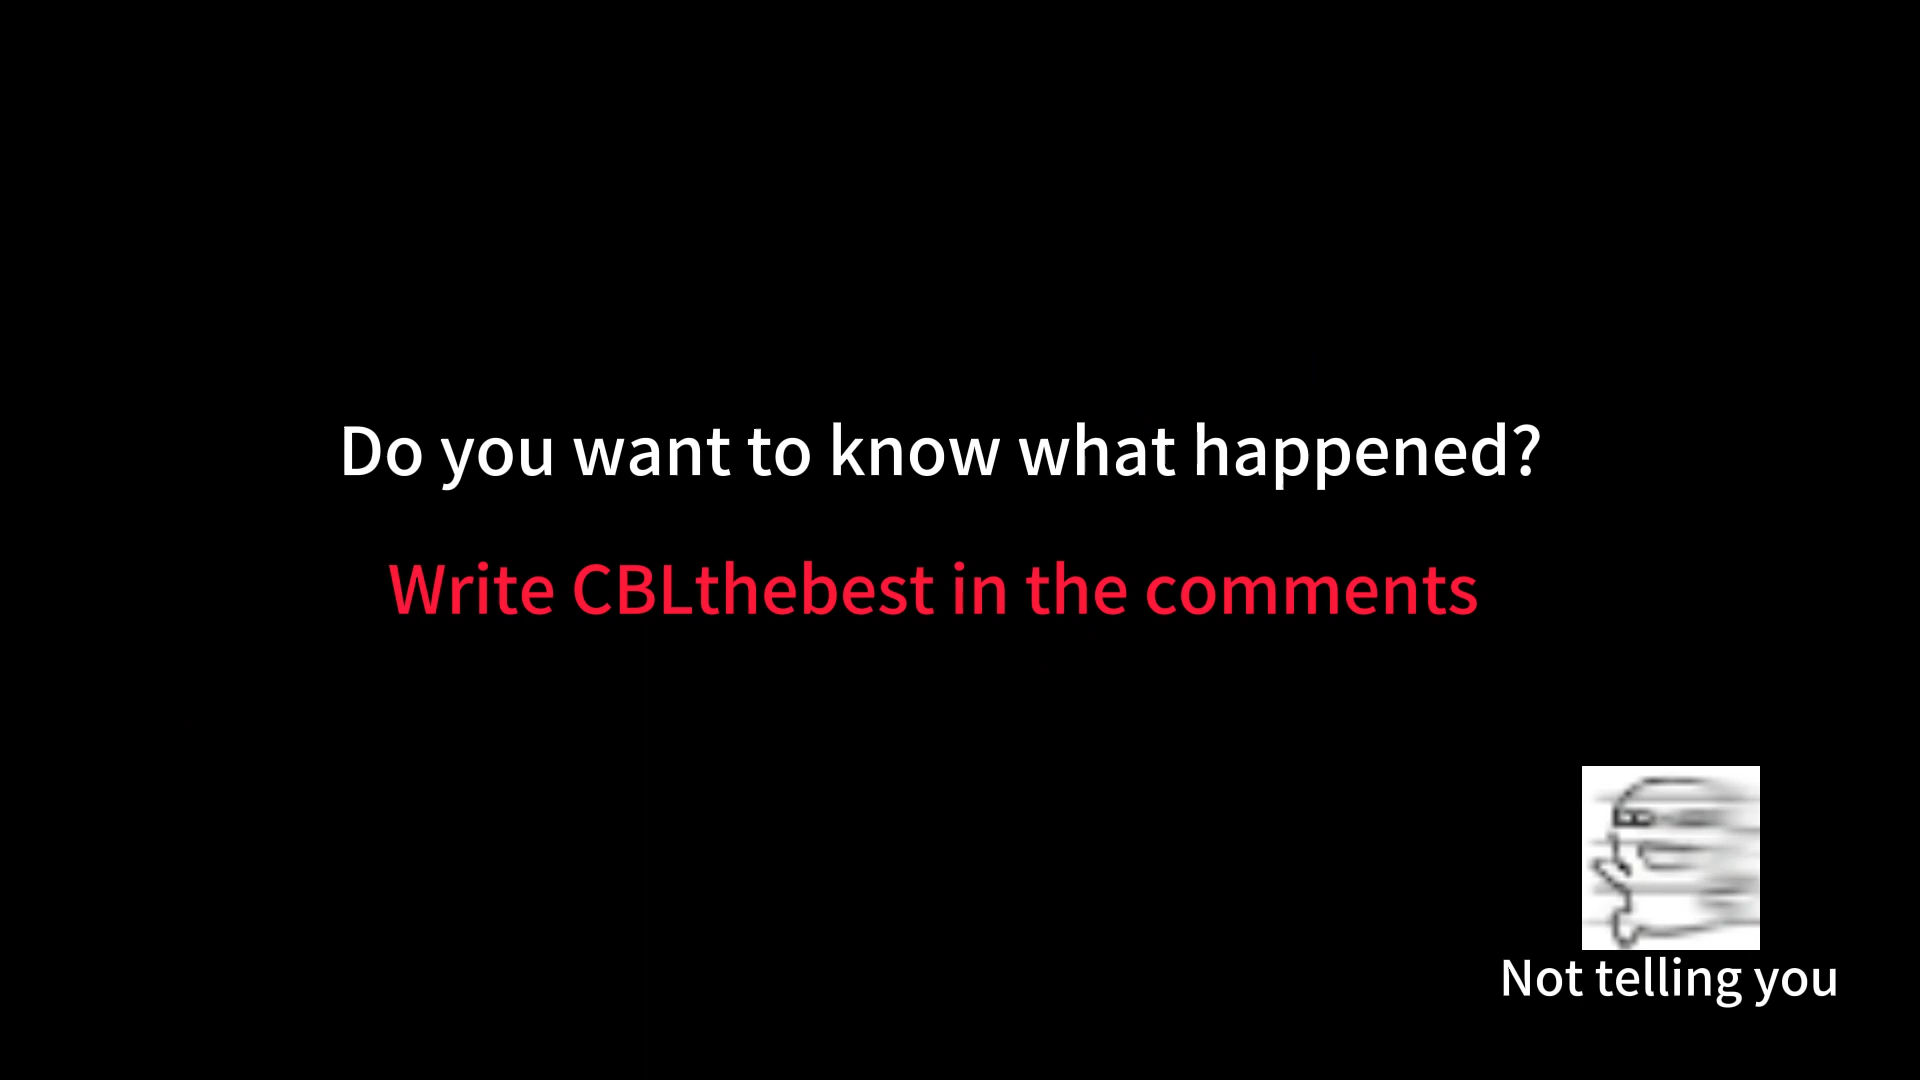 Do you want to know what happened?
Write CBLthebest in the comments
Not telling you